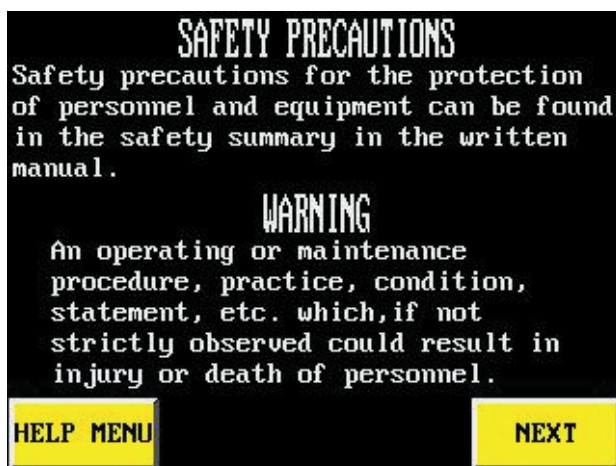 SAFETY PRECAUTIONS
Safety precautions for the protection
of personnel and equipment can be found
in the safety summary in the written
manual.
WARNING
An operating or maintenance
procedure, practice, condition,
statement, etc. which,if not
strictly observed could result in
injury or death of personnel.
HELP MENU
NEXT